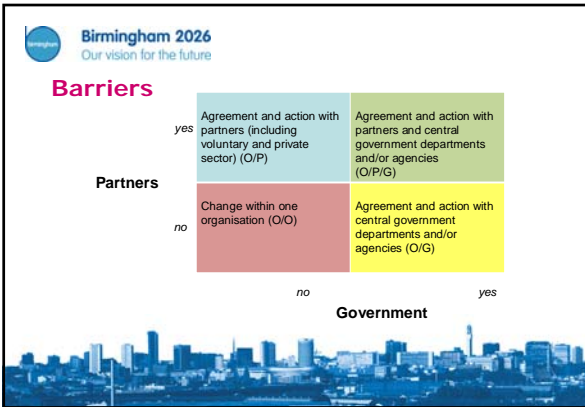 birmingham
Birmingham 2026
Our vision for the future
Barriers
yes
Agreement and action with
partners (including
voluntary and private
sector) (O/P)
Agreement and action with
partners and central
government departments
and/or agencies
(O/P/G)
Partners
no
Change within one
organisation (O/O)
Agreement and action with
central government
departments and/or
agencies (O/G)
no
yes
Government